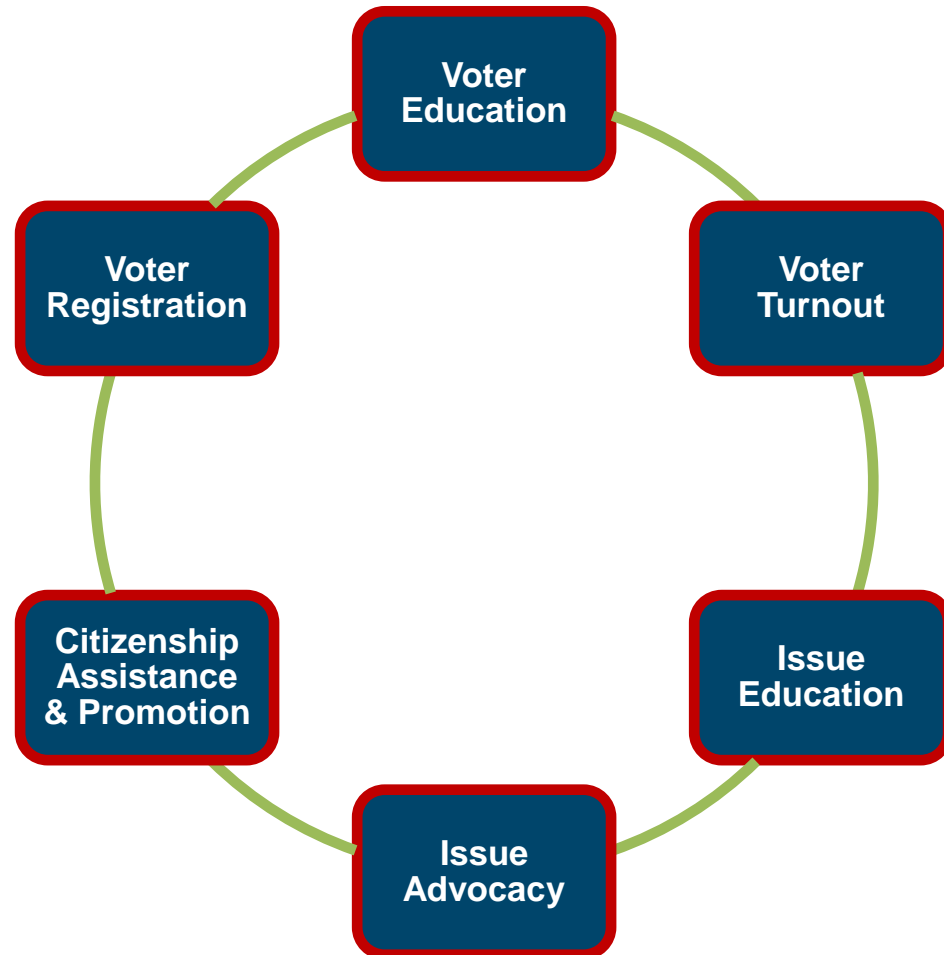 Voter
Education
Voter
Turnout
Issue
Education
Issue
Advocacy
Citizenship
Assistance
& Promotion
Voter
Registration